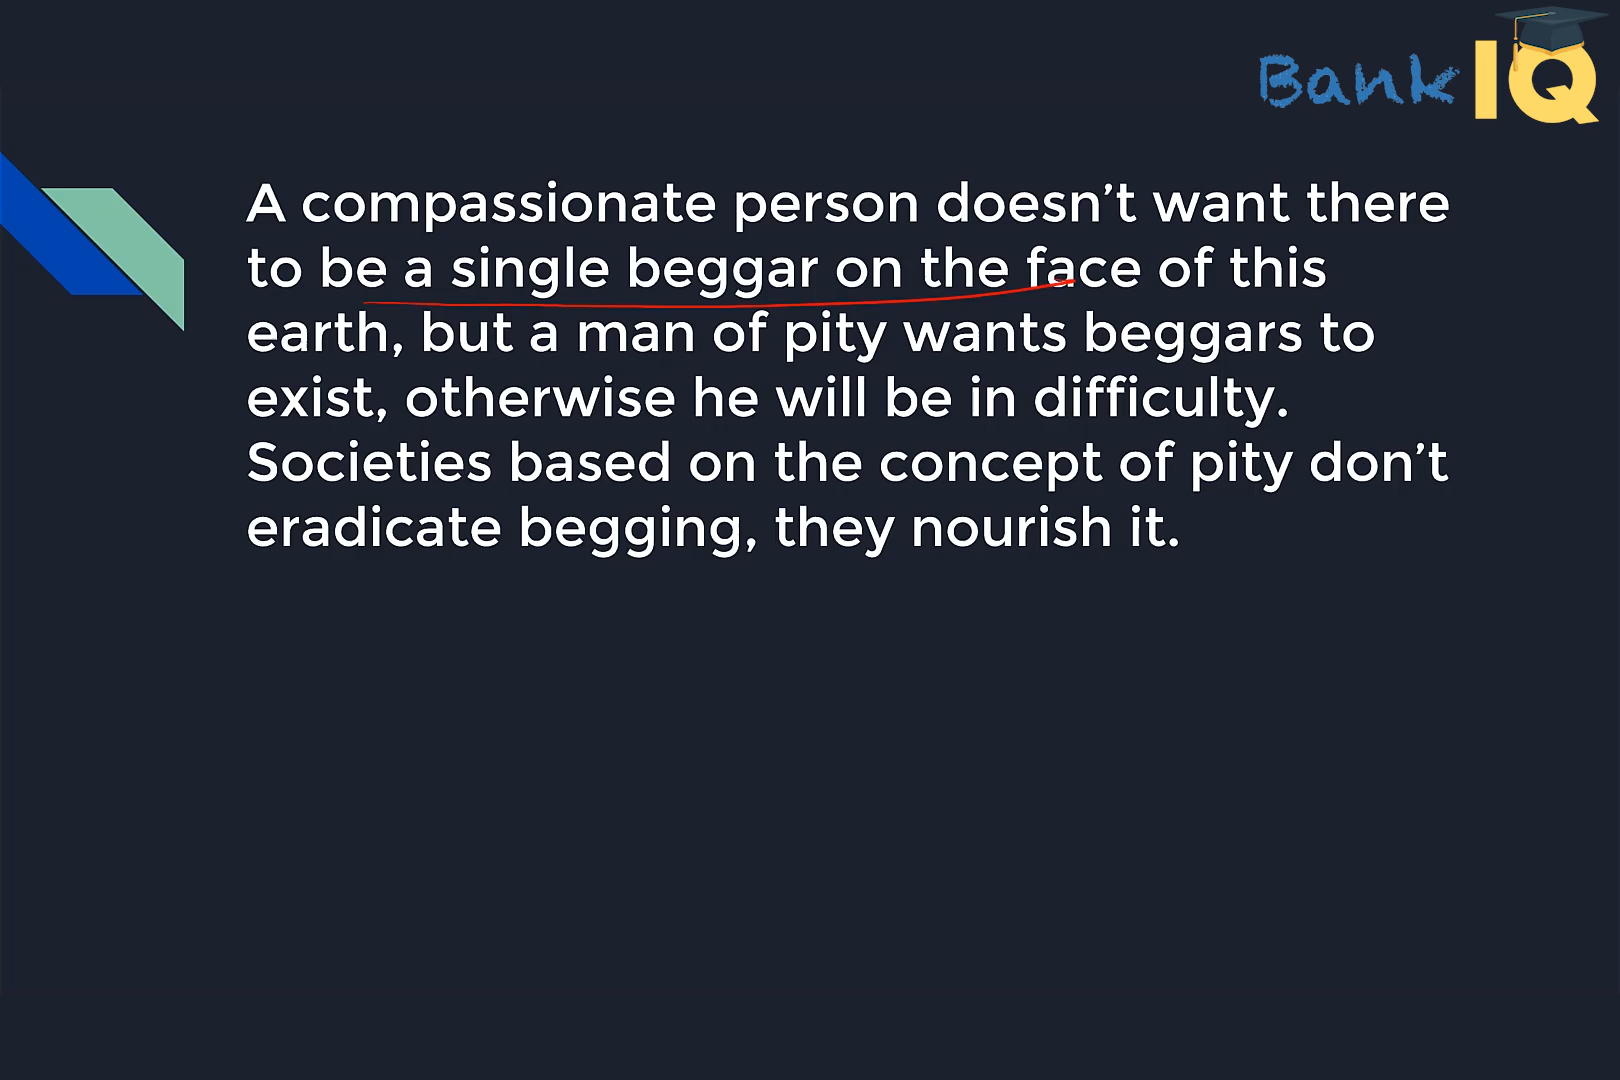 Bank IQ
A compassionate person doesn’t want there
to be a single beggar on the face of this
earth, but a man of pity wants beggars to
exist, otherwise he will be in difficulty.
Societies based on the concept of pity don’t
eradicate begging, they nourish it.